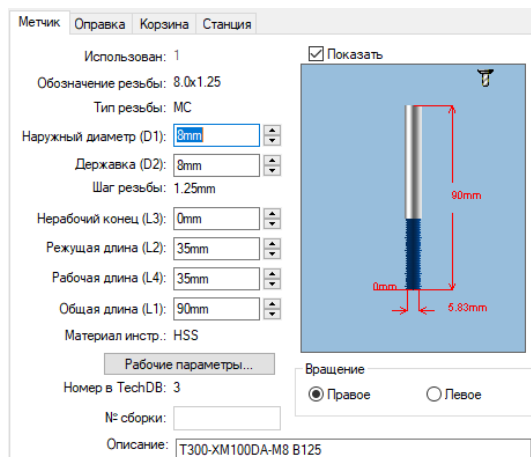 Метчик Оправка Корзина Станция
Использован: 1
Обозначение резьбы: 8.0x1.25
Тип резьбы: MC
Наружный диаметр (D1): 8mm
Державка (D2): 8mm
Шаг резьбы: 1.25mm
Нерабочий конец (L3): 0mm
Режущая длина (L2): 35mm
Рабочая длина (L4): 35mm
Общая длина (L1): 90mm
Материал инстр.: HSS
Рабочие параметры...
Номер в TechDB: 3
№ сборки:
Описание: T300-XM100DA-M8 B125
Показать
90mm
0mm
5.83mm
Вращение
Правое Левое